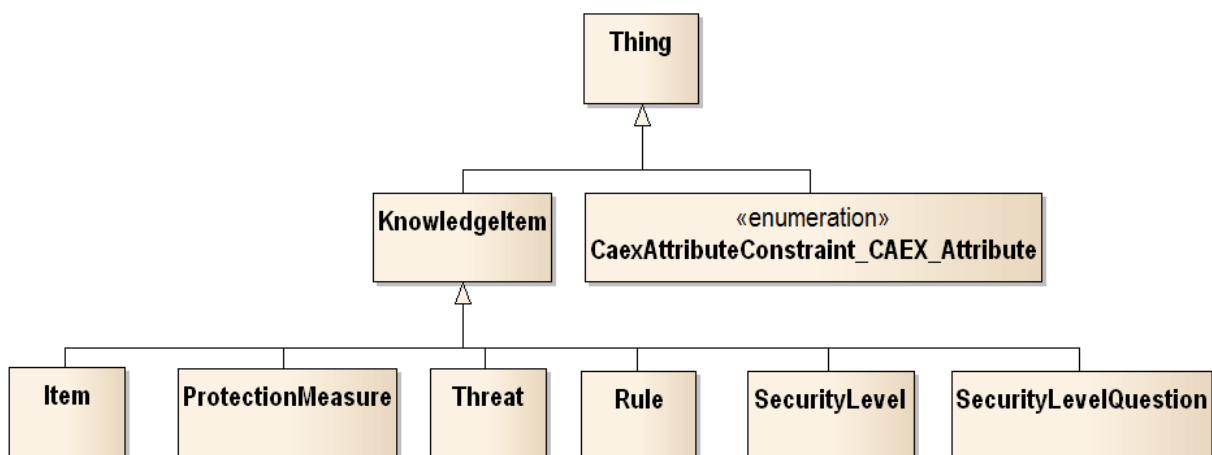 Thing
KnowledgeItem
«enumeration»
CaexAttributeConstraint_CAEX_Attribute
Item
ProtectionMeasure
Threat
Rule
SecurityLevel
SecurityLevelQuestion